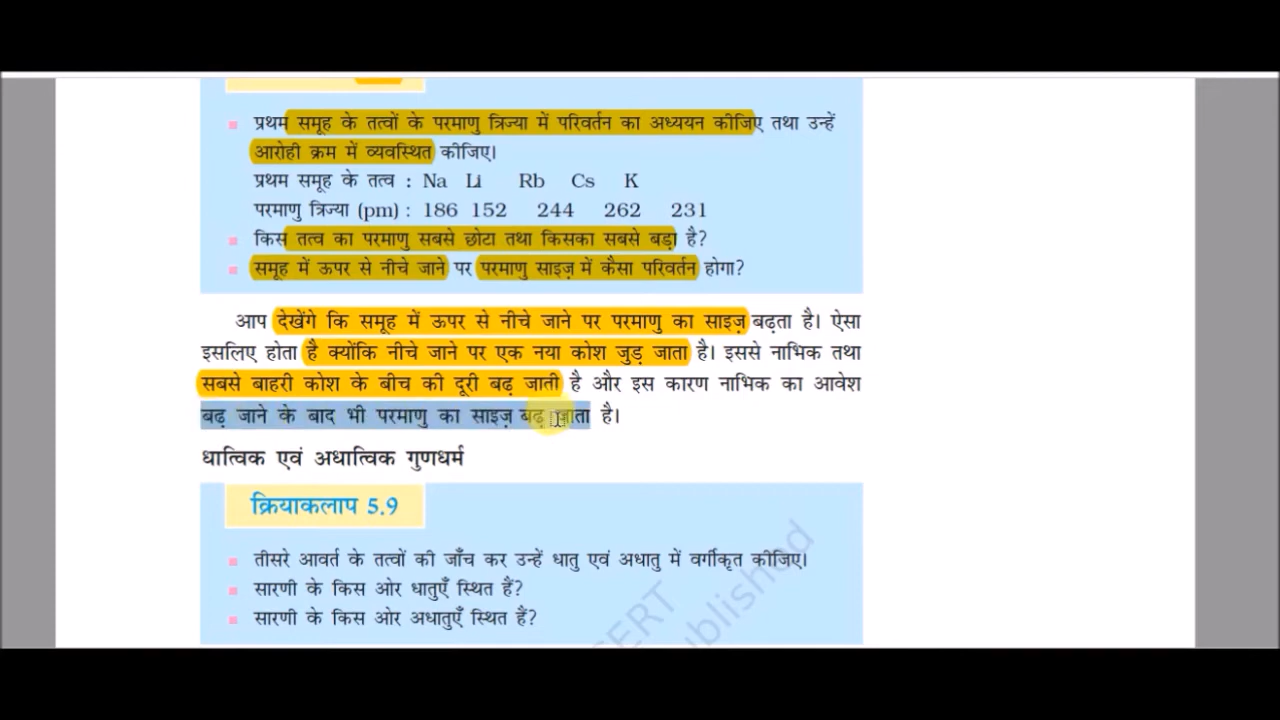 प्रथम समूह के तत्वों के परमाणु त्रिज्या में परिवर्तन का अध्ययन कीजिए तथा उन्हें
आरोही क्रम में व्यवस्थित कीजिए।
प्रथम समूह के तत्व : Na Li Rb Cs K
परमाणु त्रिज्या (pm) : 186 152 244 262 231
किस तत्व का परमाणु सबसे छोटा तथा किसका सबसे बड़ा है?
समूह में ऊपर से नीचे जाने पर परमाणु साइज़ में कैसा परिवर्तन होगा?
आप देखेंगे कि समूह में ऊपर से नीचे जाने पर परमाणु का साइज़ बढ़ता है। ऐसा
इसलिए होता है क्योंकि नीचे जाने पर एक नया कोश जुड़ जाता है। इससे नाभिक तथा
सबसे बाहरी कोश के बीच की दूरी बढ़ जाती है और इस कारण नाभिक का आवेश
बढ़ जाने के बाद भी परमाणु का साइज़ बढ़ जाता है।
धात्विक एवं अधात्विक गुणधर्म
क्रियाकलाप 5.9
तीसरे आवर्त के तत्वों की जाँच कर उन्हें धातु एवं अधातु में वर्गीकृत कीजिए।
सारणी के किस ओर धातुएँ स्थित हैं?
सारणी के किस ओर अधातुएँ स्थित हैं?